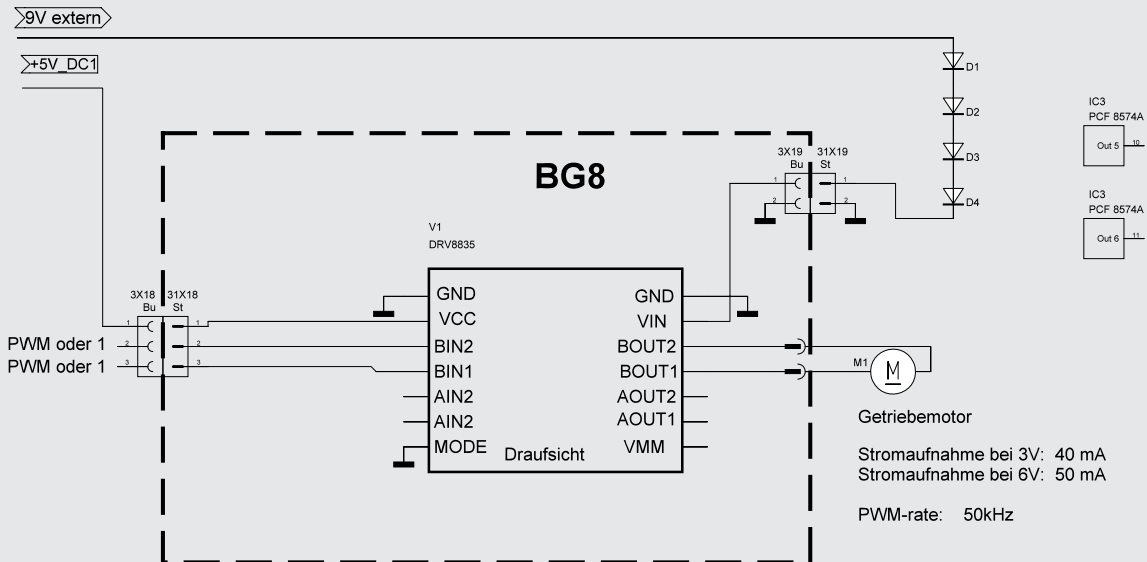 9V extern
+5V_DC1
D1
D2
D3
D4
IC3
PCF 8574A
Out 5
10
IC3
PCF 8574A
Out 6
11
BG8
3X19 31X19
Bu St
1 1
2 2
V1
DRV8835
GND GND
VCC VIN
BIN2 BOUT2
BIN1 BOUT1
AIN2 AOUT2
AIN2 AOUT1
MODE Draufsicht VMM
3X18 31X18
Bu St
1 1
PWM oder 1 2 2
PWM oder 1 3 3
M1 M
Getriebemotor
Stromaufnahme bei 3V: 40 mA
Stromaufnahme bei 6V: 50 mA
PWM-rate: 50kHz